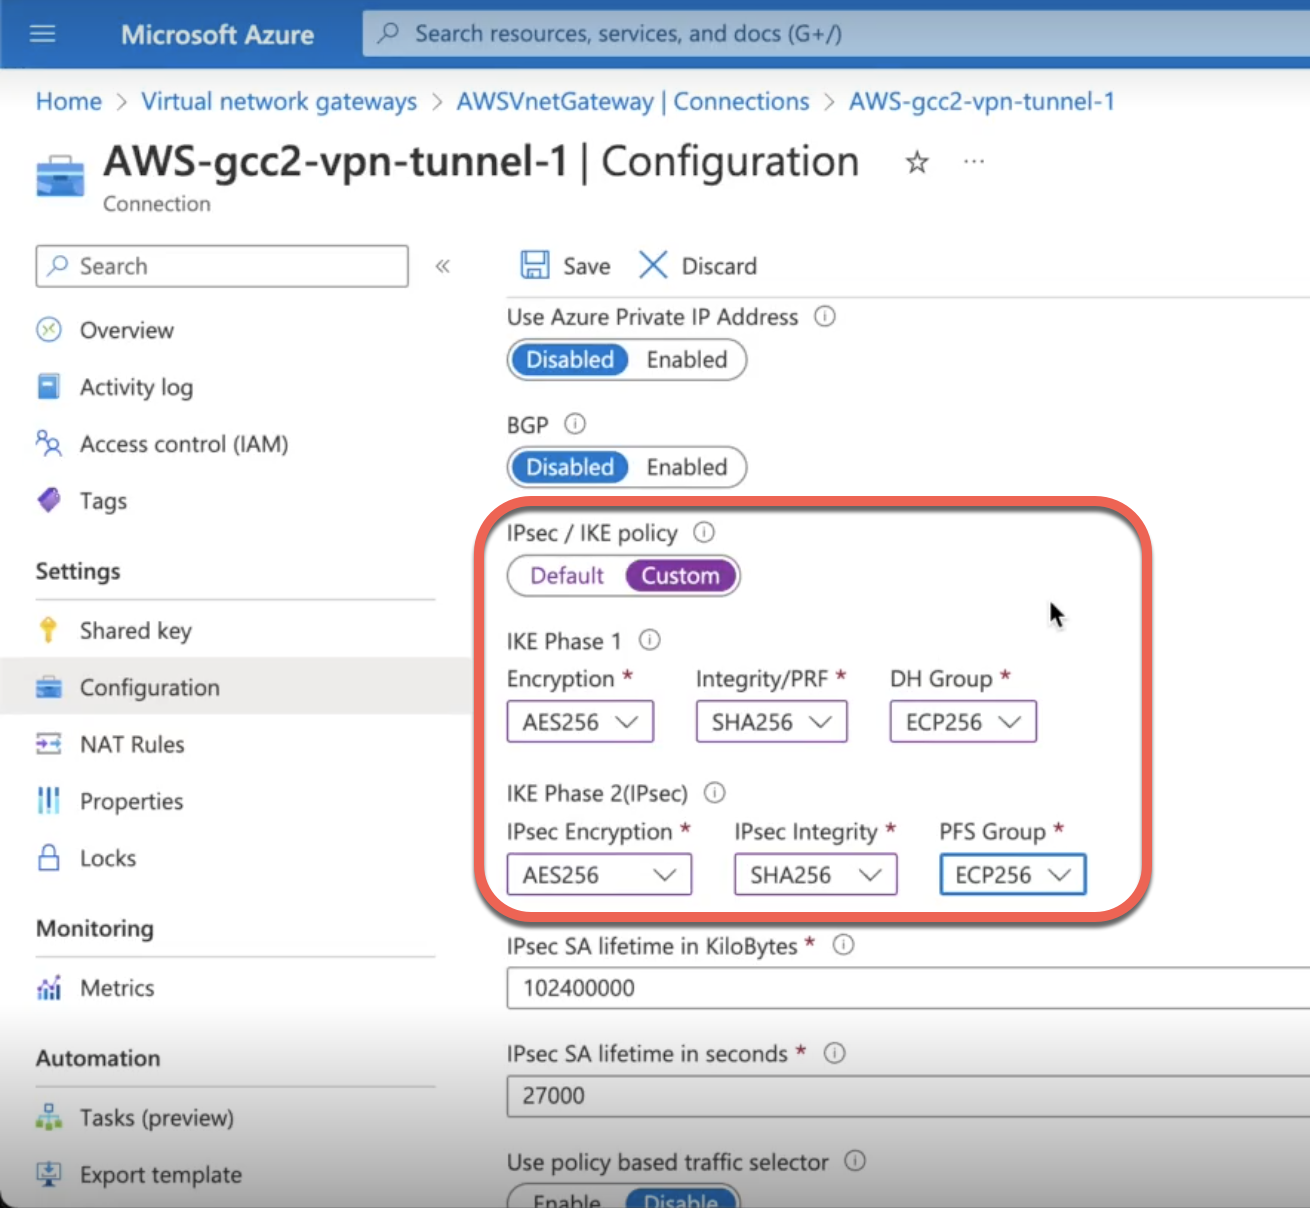 Microsoft Azure
Search resources, services, and docs (G+/)
Home > Virtual network gateways > AWSVnetGateway | Connections > AWS-gcc2-vpn-tunnel-1
AWS-gcc2-vpn-tunnel-1 | Configuration
Connection
Search
Overview
Activity log
Access control (IAM)
Tags
Settings
Shared key
Configuration
NAT Rules
Properties
Locks
Monitoring
Metrics
Automation
Tasks (preview)
Export template
Save Discard
Use Azure Private IP Address
Disabled Enabled
BGP
Disabled Enabled
IPsec / IKE policy
Default Custom
IKE Phase 1
Encryption * Integrity/PRF * DH Group *
AES256 SHA256 ECP256
IKE Phase 2(IPsec)
IPsec Encryption * IPsec Integrity * PFS Group *
AES256 SHA256 ECP256
IPsec SA lifetime in KiloBytes *
102400000
IPsec SA lifetime in seconds *
27000
Use policy based traffic selector
Enable Disable